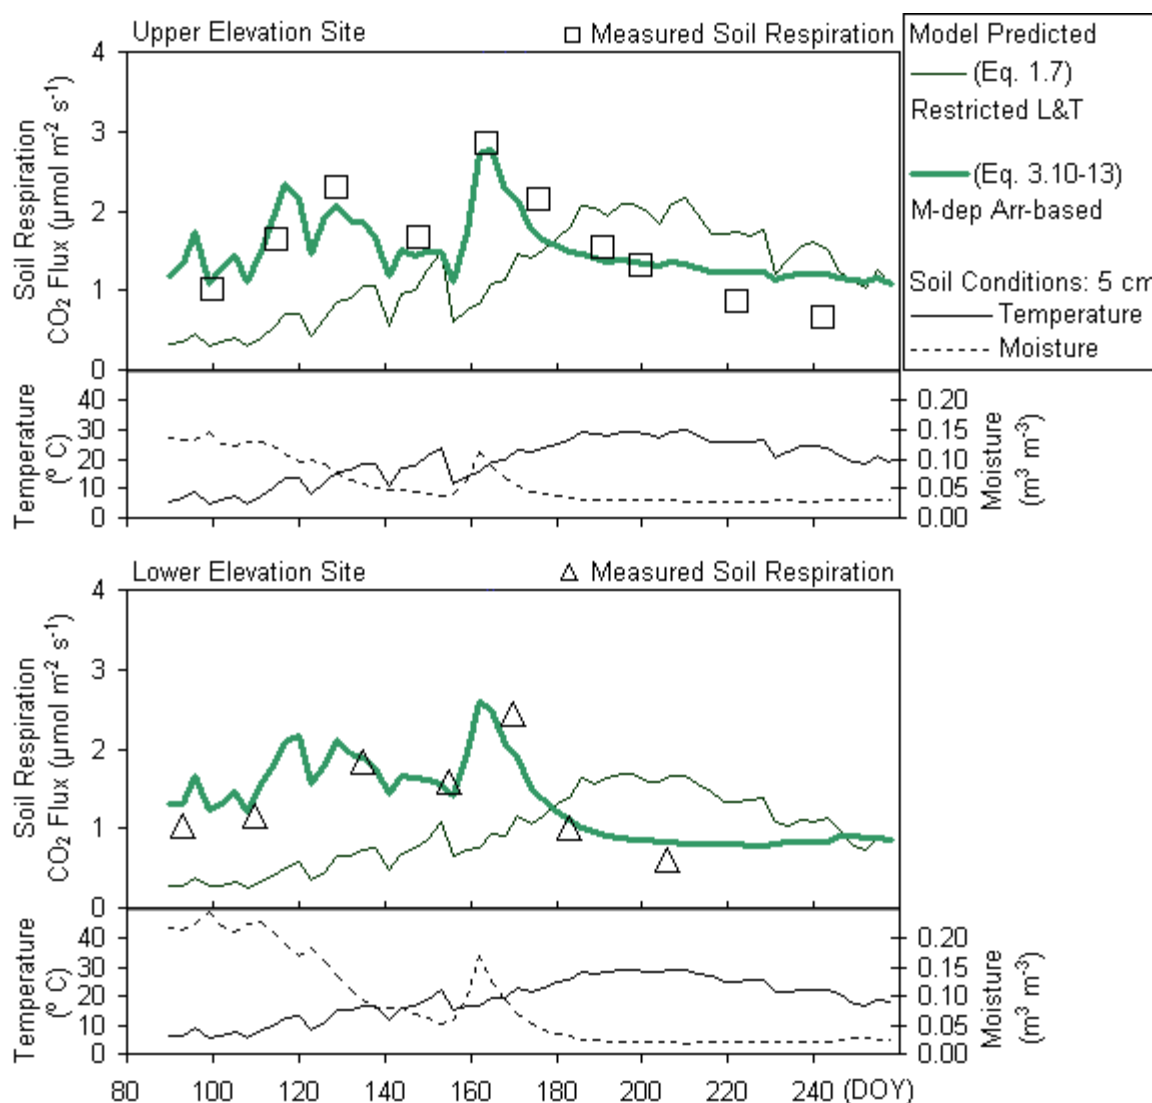 Upper Elevation Site
□ Measured Soil Respiration
Model Predicted
(Eq. 1.7)
Restricted L&T
(Eq. 3.10-13)
M-dep Arr-based
Soil Conditions: 5 cm
Temperature
Moisture
Soil Respiration
CO₂ Flux (µmol m⁻² s⁻¹)
4
3
2
1
0
Temperature
(º C)
40
30
20
10
0
0.20
0.15
0.10
0.05
0.00
Moisture
(m³ m⁻³)
Lower Elevation Site
△ Measured Soil Respiration
Soil Respiration
CO₂ Flux (µmol m⁻² s⁻¹)
4
3
2
1
0
Temperature
(º C)
40
30
20
10
0
0.20
0.15
0.10
0.05
0.00
Moisture
(m³ m⁻³)
80 100 120 140 160 180 200 220 240 (DOY)